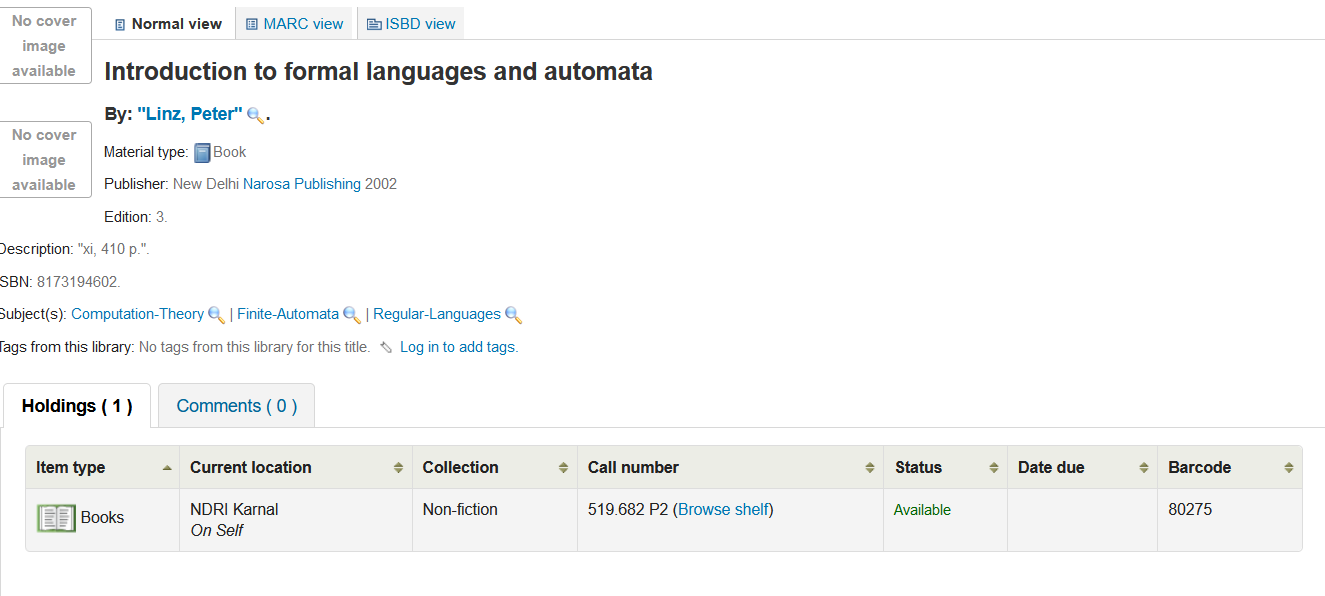 No cover
image
available
Normal view
MARC view
ISBD view
Introduction to formal languages and automata
By: "Linz, Peter" .
No cover
image
available
Material type: Book
Publisher: New Delhi Narosa Publishing 2002
Edition: 3.
Description: "xi, 410 p.".
ISBN: 8173194602.
Subject(s): Computation-Theory | Finite-Automata | Regular-Languages
Tags from this library: No tags from this library for this title. Log in to add tags.
Holdings ( 1 )
Comments ( 0 )
Item type Current location Collection Call number Status Date due Barcode
Books NDRI Karnal Non-fiction 519.682 P2 (Browse shelf) Available 80275
On Self